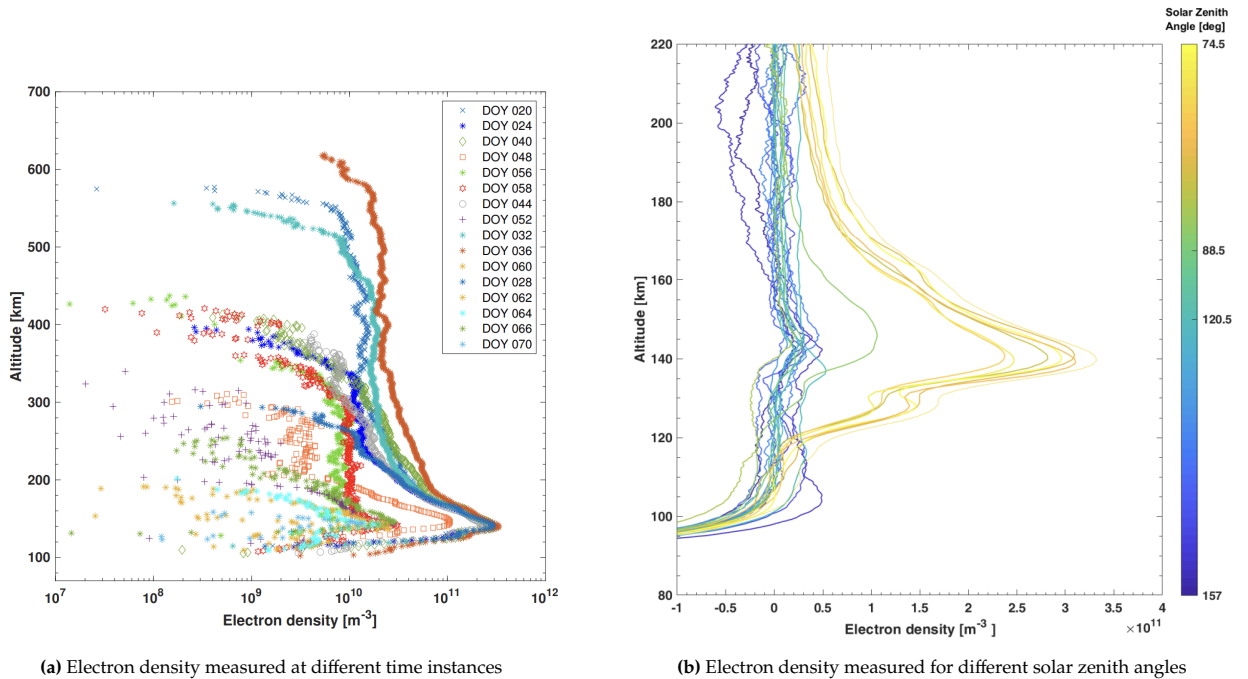 700
600
500
400
300
200
100
Altitude [km]
10^7
10^8
10^9
10^10
10^11
10^12
Electron density [m^-3]
DOY 020
DOY 024
DOY 040
DOY 048
DOY 056
DOY 058
DOY 044
DOY 052
DOY 032
DOY 036
DOY 060
DOY 028
DOY 062
DOY 064
DOY 066
DOY 070
(a) Electron density measured at different time instances
220
200
180
160
140
120
100
80
Altitude [km]
-1
-0.5
0
0.5
1
1.5
2
2.5
3
3.5
4
Electron density [m^-3 ]
×10^11
Solar Zenith
Angle [deg]
74.5
88.5
120.5
157
(b) Electron density measured for different solar zenith angles